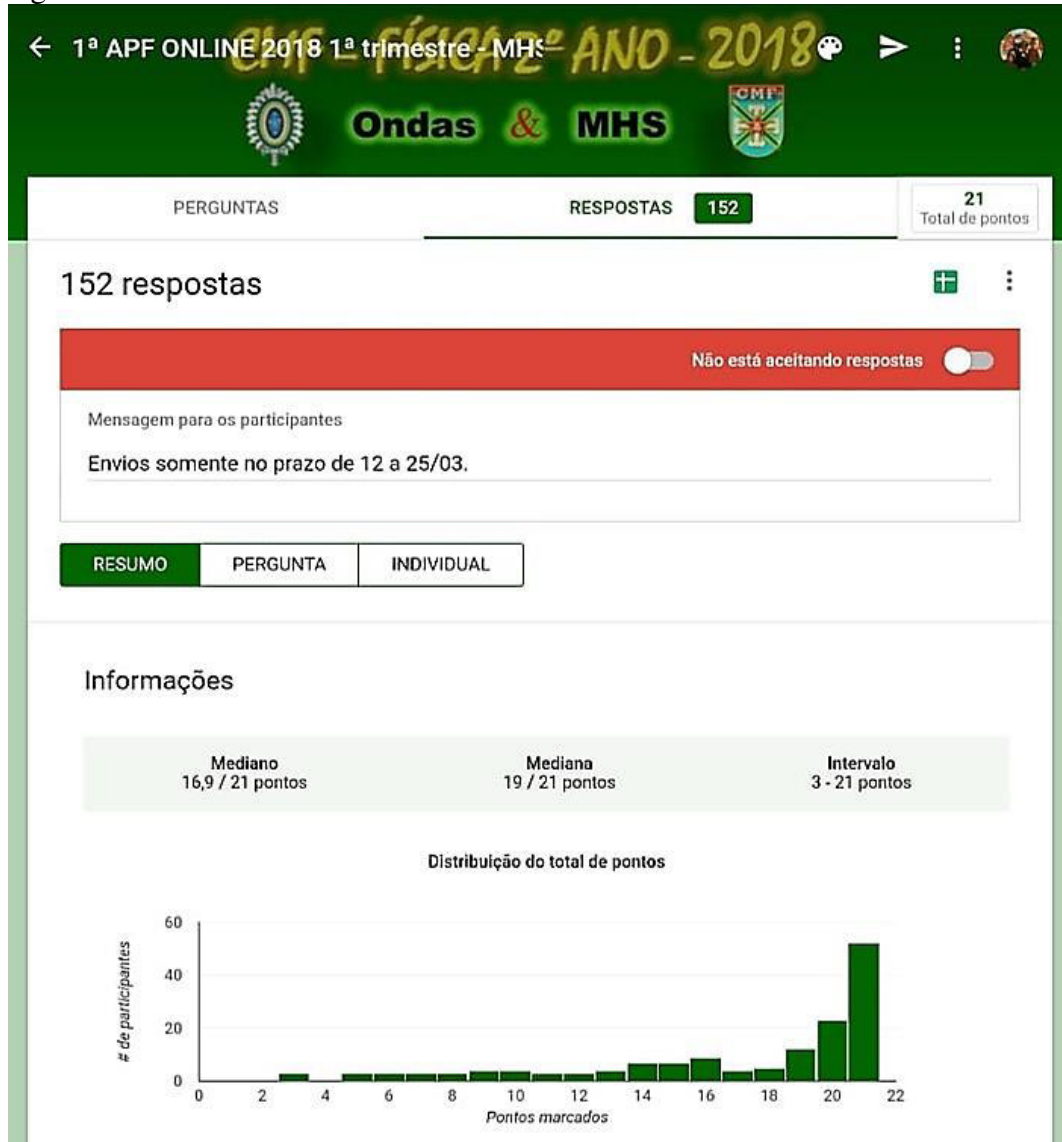 1ª APF ONLINE 2018 1ª trimestre - MHS
CMF - FÍSICA 2º ANO - 2018
CMF
Ondas & MHS
PERGUNTAS
RESPOSTAS 152
21
Total de pontos
152 respostas
Não está aceitando respostas
Mensagem para os participantes
Envios somente no prazo de 12 a 25/03.
RESUMO PERGUNTA INDIVIDUAL
Informações
Mediano Mediana Intervalo
16,9 / 21 pontos 19 / 21 pontos 3 - 21 pontos
Distribuição do total de pontos
# de participantes
60
40
20
0
0 2 4 6 8 10 12 14 16 18 20 22
Pontos marcados